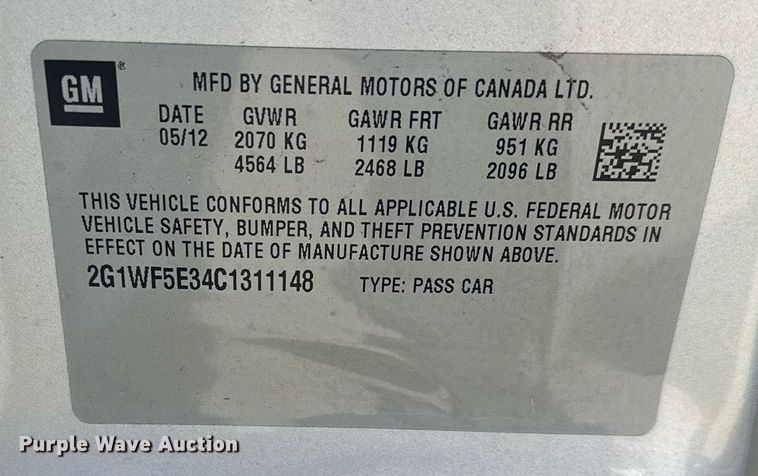 GM
MFD BY GENERAL MOTORS OF CANADA LTD.
DATE GVWR GAWR FRT GAWR RR
05/12 2070 KG 1119 KG 951 KG
4564 LB 2468 LB 2096 LB
THIS VEHICLE CONFORMS TO ALL APPLICABLE U.S. FEDERAL MOTOR
VEHICLE SAFETY, BUMPER, AND THEFT PREVENTION STANDARDS IN
EFFECT ON THE DATE OF MANUFACTURE SHOWN ABOVE.
2G1WF5E34C1311148 TYPE: PASS CAR
Purple Wave Auction